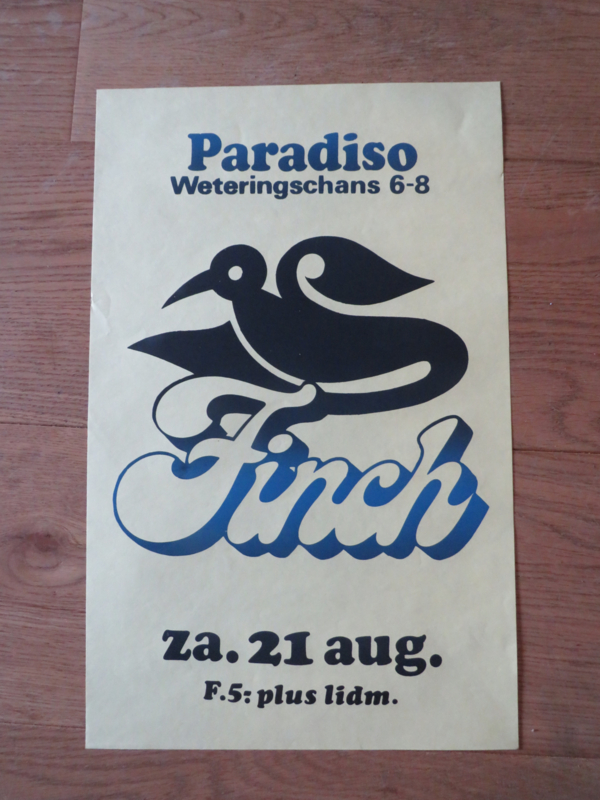 Paradiso
Weteringschans 6-8
Finch
za. 21 aug.
F.5,- plus lidm.